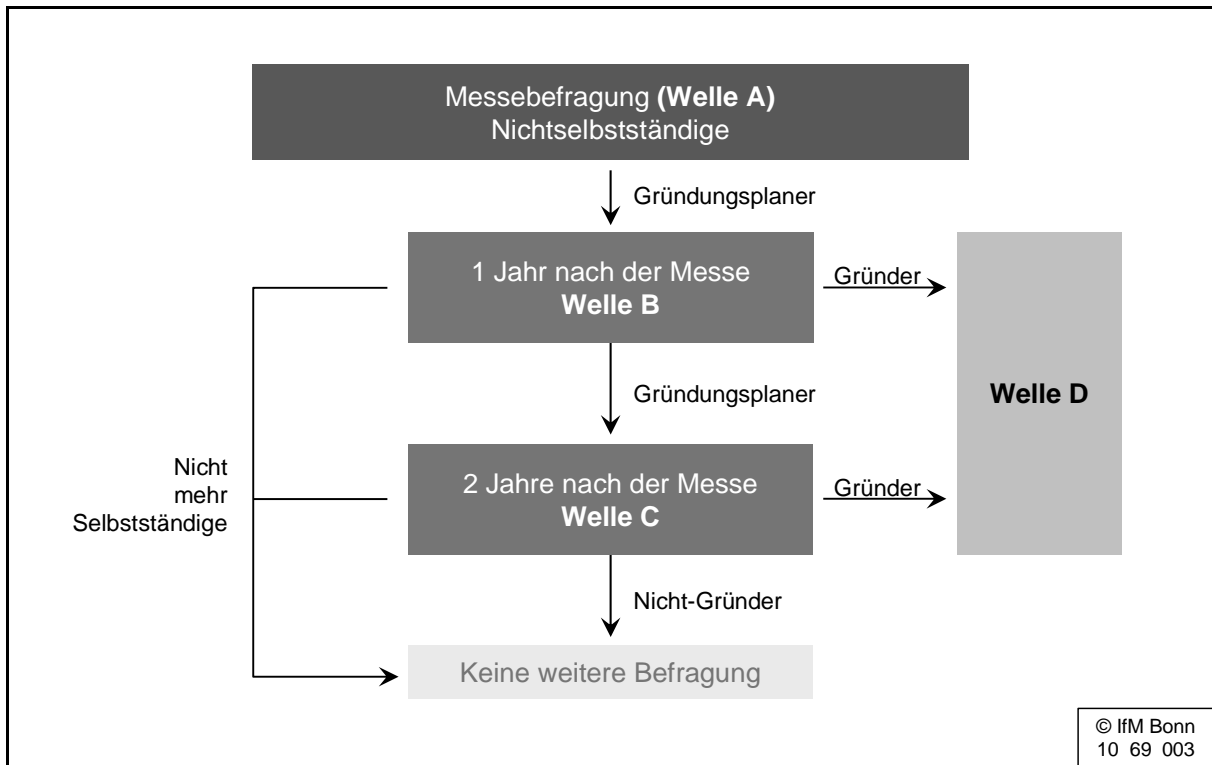 Messebefragung (Welle A)
Nichtselbstständige
Gründungsplaner
1 Jahr nach der Messe
Welle B
Gründer
Welle D
Gründungsplaner
Nicht
mehr
Selbstständige
2 Jahre nach der Messe
Welle C
Gründer
Nicht-Gründer
Keine weitere Befragung
© IfM Bonn
10 69 003